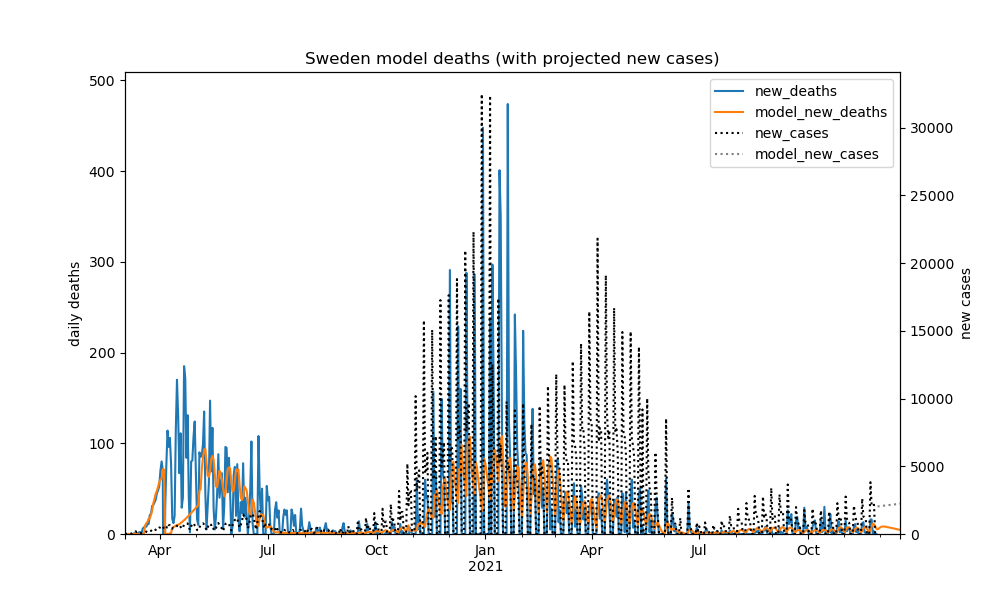 Sweden model deaths (with projected new cases)
new_deaths
model_new_deaths
new_cases
model_new_cases
daily deaths
500
400
300
200
100
0
new cases
30000
25000
20000
15000
10000
5000
0
Apr
Jul
Oct
Jan
2021
Apr
Jul
Oct